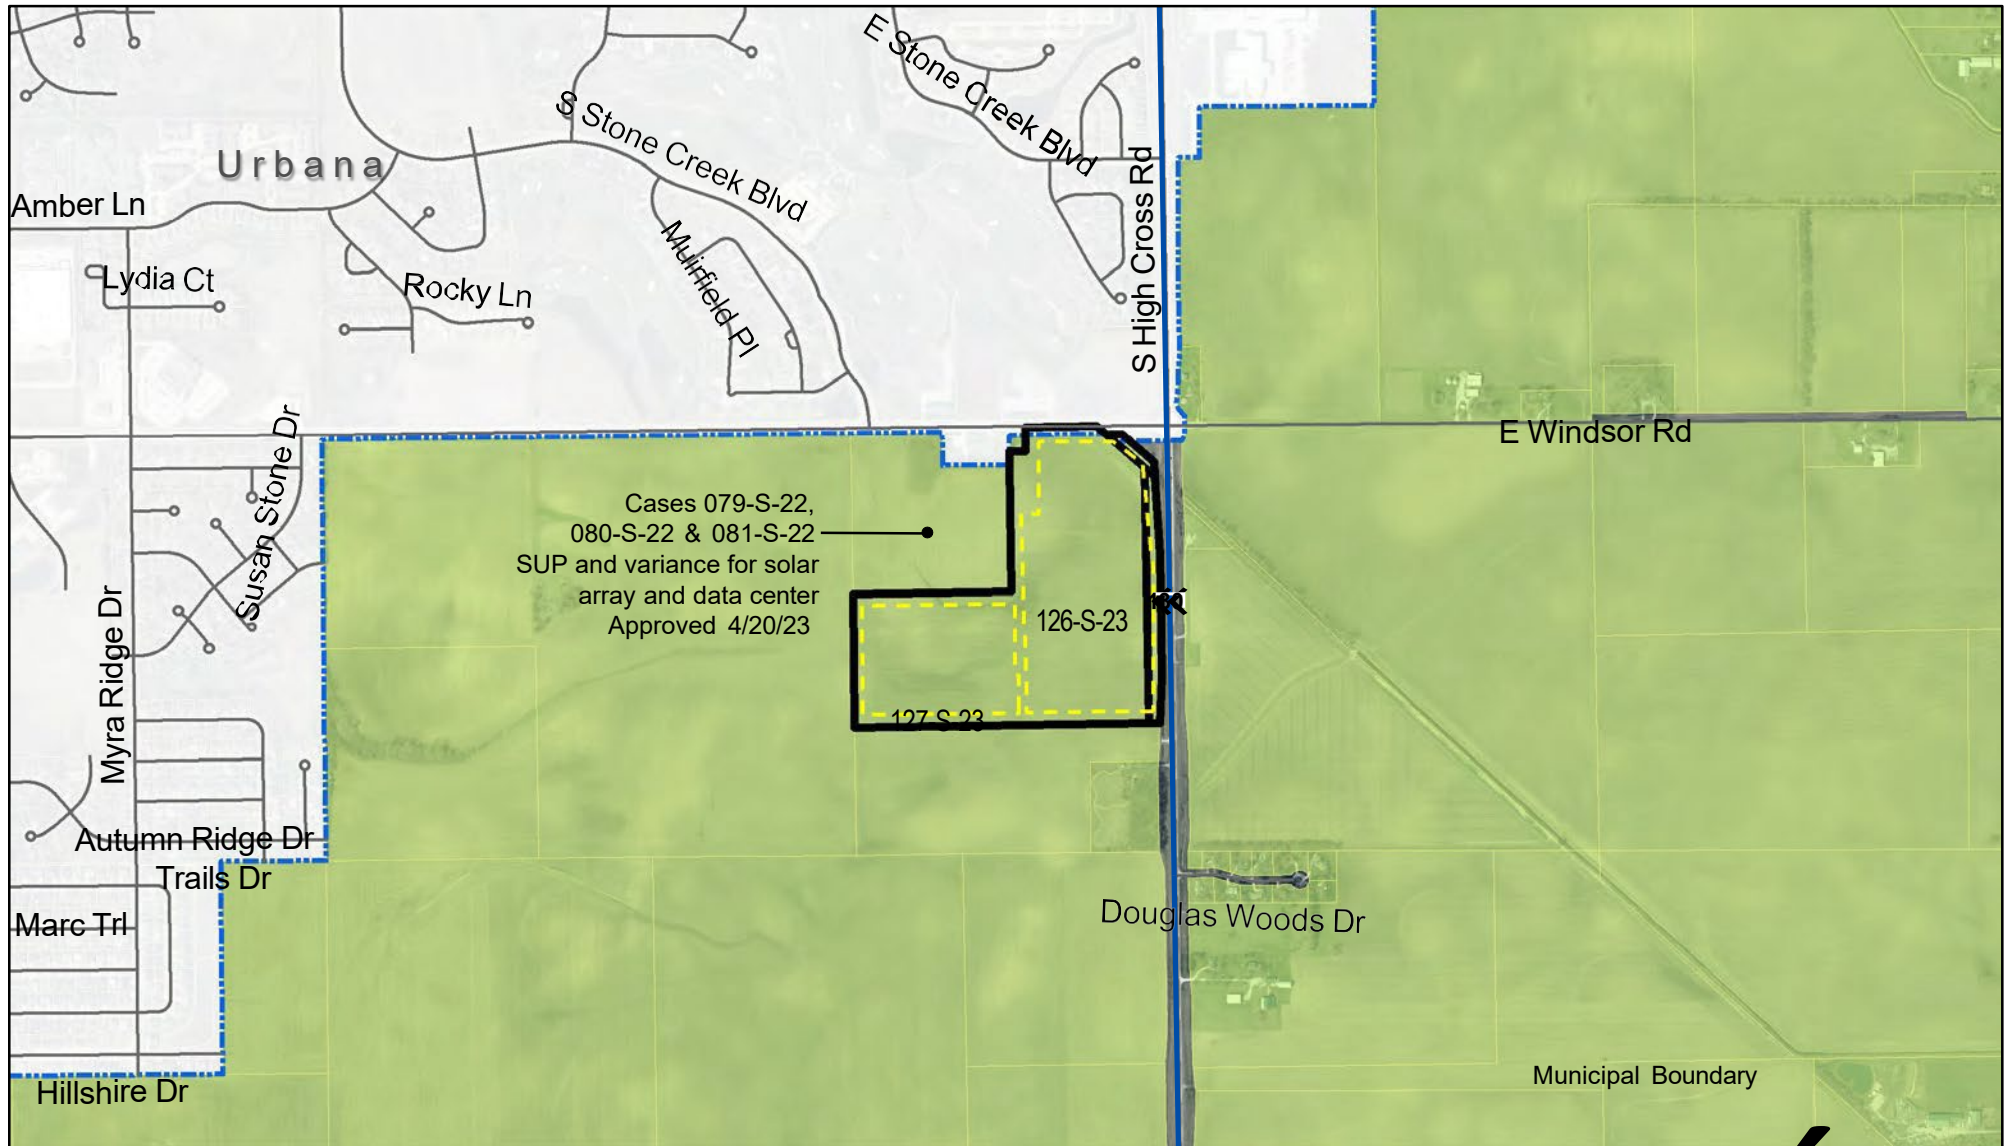 E Stone Creek Blvd
S Stone Creek Blvd
Urbana
Amber Ln
S High Cross Rd
Lydia Ct
Rocky Ln
Muirfield Pl
E Windsor Rd
Susan Stone Dr
Cases 079-S-22,
080-S-22 & 081-S-22
SUP and variance for solar
array and data center
Approved 4/20/23
126-S-23
127-S-23
Myra Ridge Dr
Autumn Ridge Dr
Trails Dr
Marc Trl
Douglas Woods Dr
Municipal Boundary
Hillshire Dr